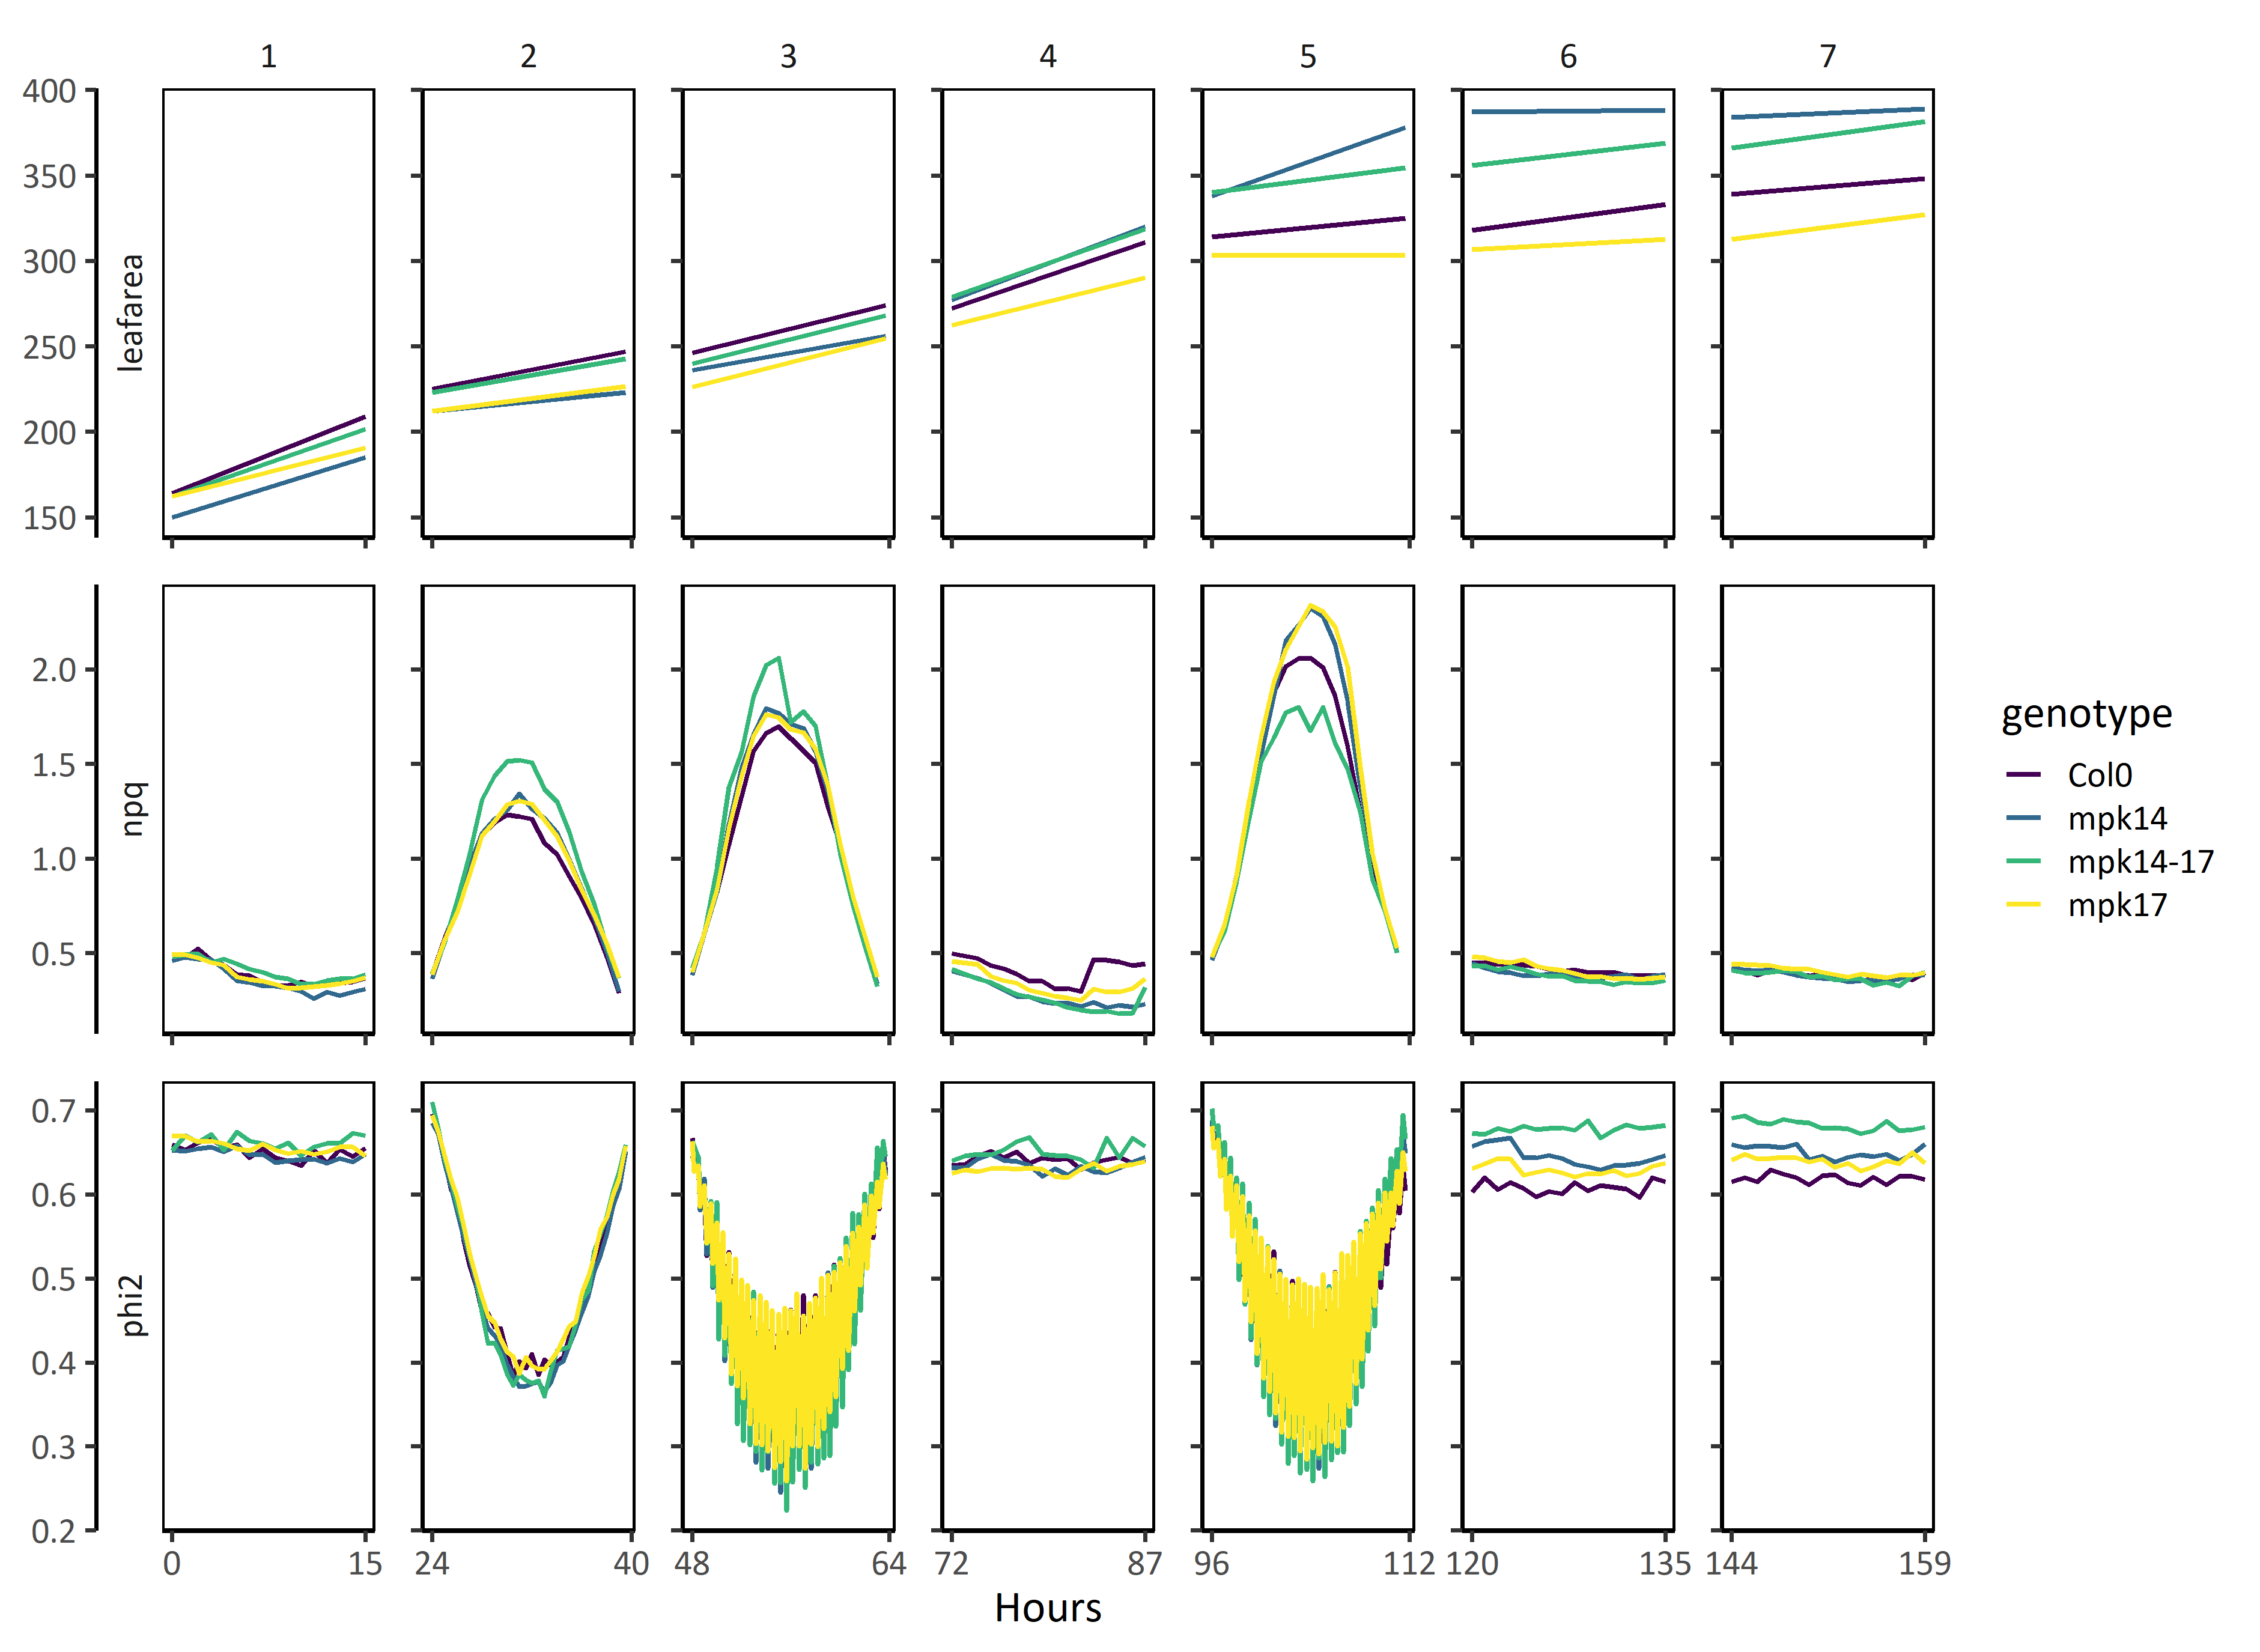 1 2 3 4 5 6 7
400
350
300
250
200
150
leafarea
2.0
1.5
1.0
0.5
npq
0.7
0.6
0.5
0.4
0.3
0.2
phi2
0 15 24 40 48 64 72 87 96 112 120 135 144 159
Hours
genotype
Col0
mpk14
mpk14-17
mpk17